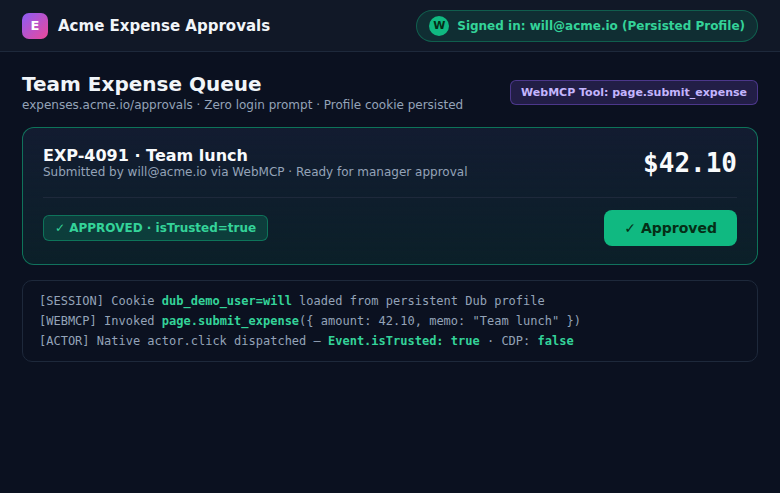 E Acme Expense Approvals
W Signed in: will@acme.io (Persisted Profile)
Team Expense Queue
expenses.acme.io/approvals · Zero login prompt · Profile cookie persisted
WebMCP Tool: page.submit_expense
EXP-4091 · Team lunch
Submitted by will@acme.io via WebMCP · Ready for manager approval
$42.10
✓ APPROVED · isTrusted=true
✓ Approved
[SESSION] Cookie dub_demo_user=will loaded from persistent Dub profile
[WEBMCP] Invoked page.submit_expense({ amount: 42.10, memo: "Team lunch" })
[ACTOR] Native actor.click dispatched — Event.isTrusted: true · CDP: false